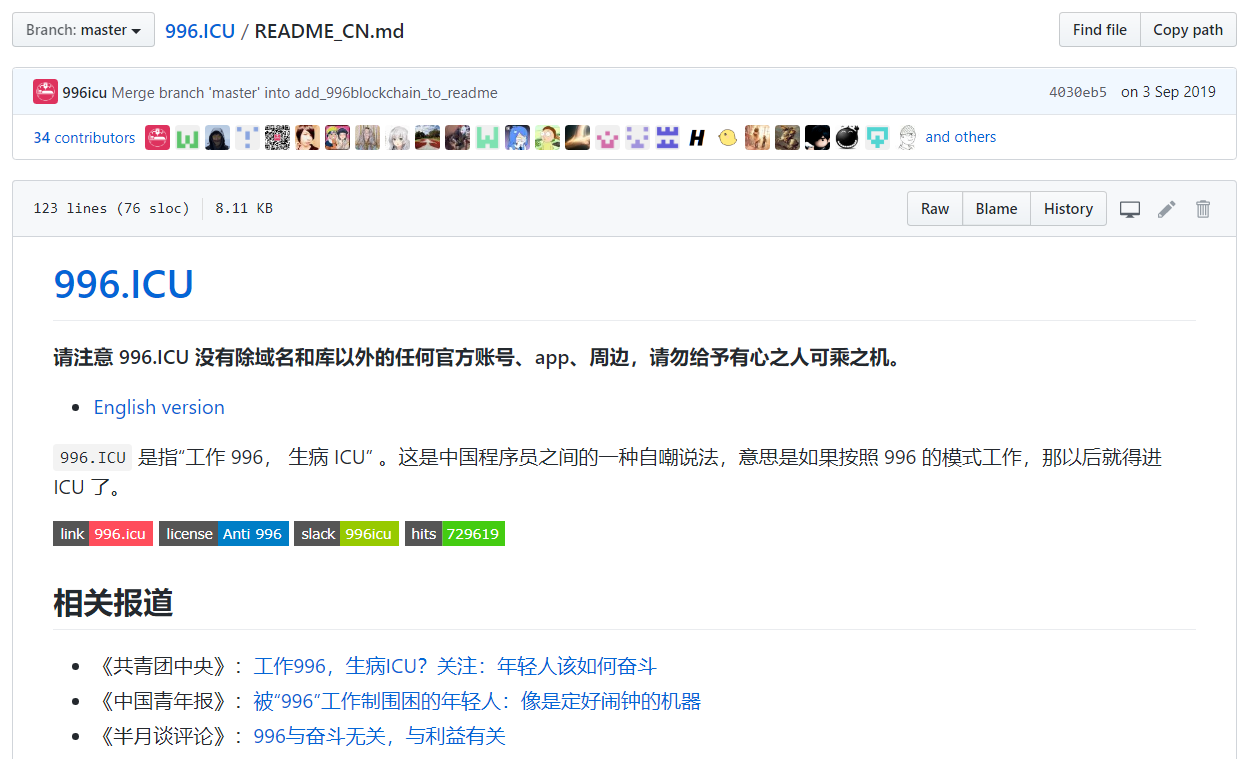 Branch: master
996.ICU / README_CN.md
Find file
Copy path
996icu Merge branch 'master' into add_996blockchain_to_readme
4030eb5 on 3 Sep 2019
34 contributors
and others
123 lines (76 sloc)
8.11 KB
Raw
Blame
History
996.ICU
请注意 996.ICU 没有除域名和库以外的任何官方账号、app、周边，请勿给予有心之人可乘之机。
English version
996.ICU 是指“工作 996， 生病 ICU” 。这是中国程序员之间的一种自嘲说法，意思是如果按照 996 的模式工作，那以后就得进
ICU 了。
link 996.icu
license Anti 996
slack 996icu
hits 729619
相关报道
《共青团中央》：工作996，生病ICU？关注：年轻人该如何奋斗
《中国青年报》：被“996”工作制围困的年轻人：像是定好闹钟的机器
《半月谈评论》：996与奋斗无关，与利益有关